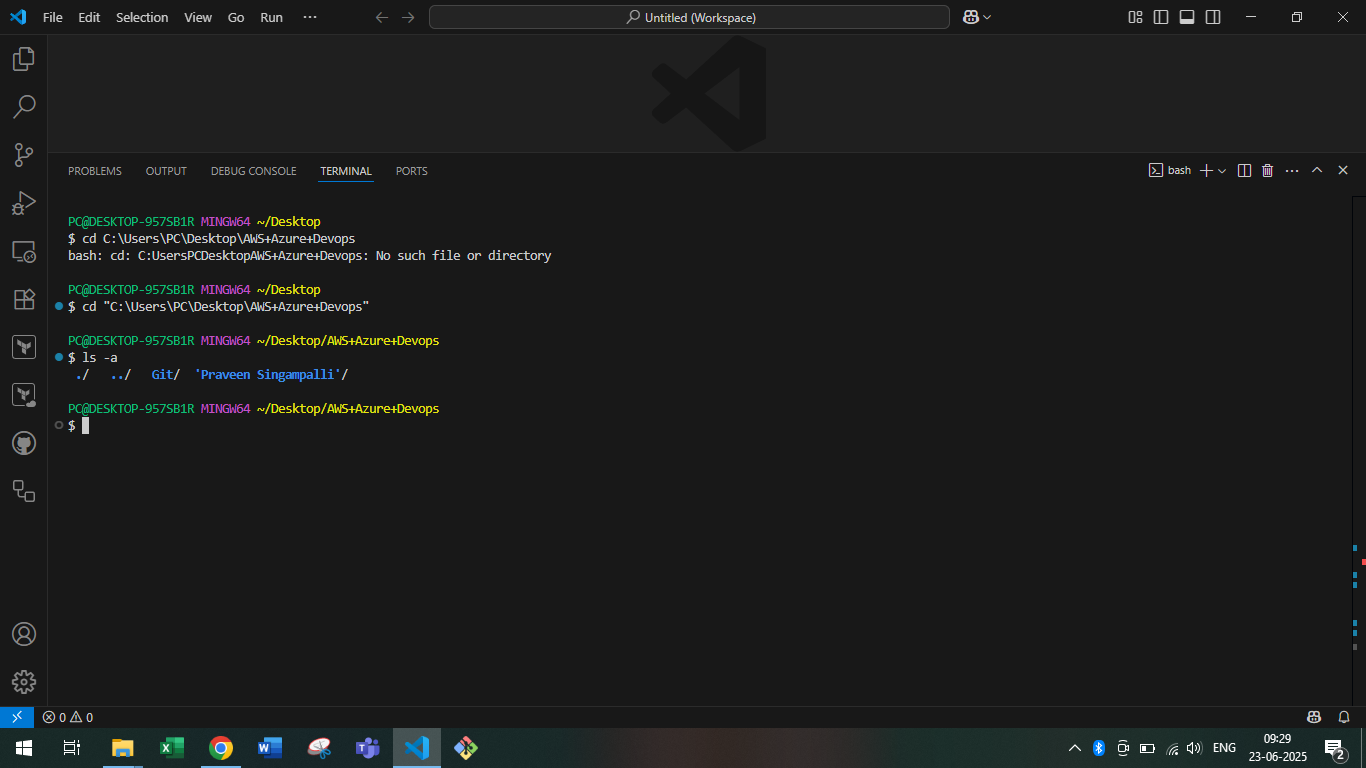 File Edit Selection View Go Run ···
Untitled (Workspace)
PROBLEMS OUTPUT DEBUG CONSOLE TERMINAL PORTS
bash
PC@DESKTOP-957SB1R MINGW64 ~/Desktop
$ cd C:\Users\PC\Desktop\AWS+Azure+Devops
bash: cd: C:UsersPCDesktopAWS+Azure+Devops: No such file or directory
PC@DESKTOP-957SB1R MINGW64 ~/Desktop
$ cd "C:\Users\PC\Desktop\AWS+Azure+Devops"
PC@DESKTOP-957SB1R MINGW64 ~/Desktop/AWS+Azure+Devops
$ ls -a
./ ../ Git/ 'Praveen Singampalli'/
PC@DESKTOP-957SB1R MINGW64 ~/Desktop/AWS+Azure+Devops
$
0 0
09:29
ENG
23-06-2025
2